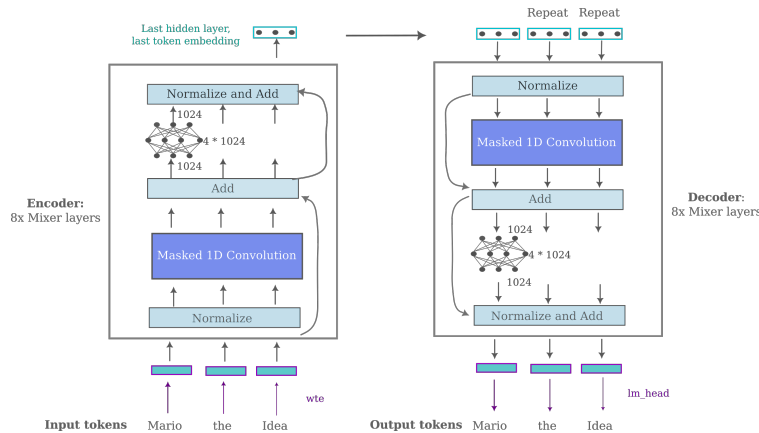 Last hidden layer,
last token embedding
Normalize and Add
1024
4 * 1024
1024
Add
Encoder:
8x Mixer layers
Masked 1D Convolution
Normalize
wte
Input tokens Mario the Idea
Repeat Repeat
Normalize
Masked 1D Convolution
Add
Decoder:
8x Mixer layers
1024
4 * 1024
1024
Normalize and Add
lm_head
Output tokens Mario the Idea